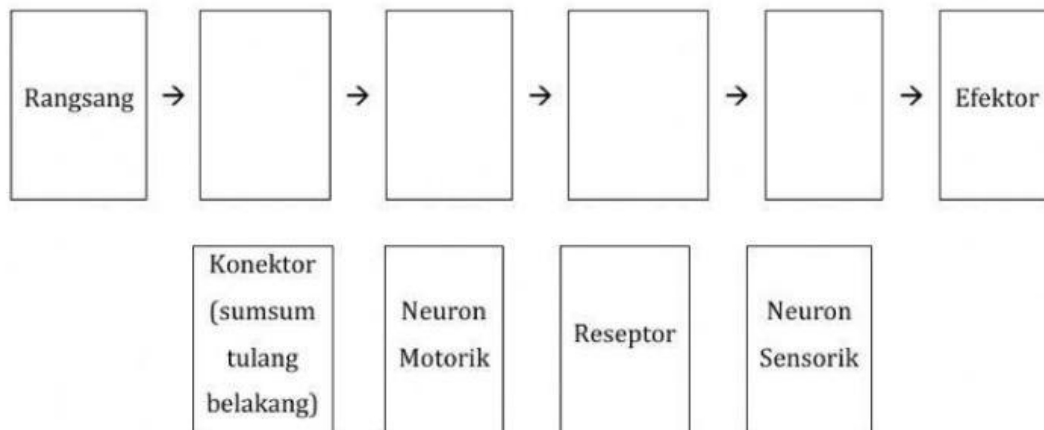 Rangsang → → → → → Efektor
Konektor
(sumsum
tulang
belakang)
Neuron
Motorik
Reseptor
Neuron
Sensorik